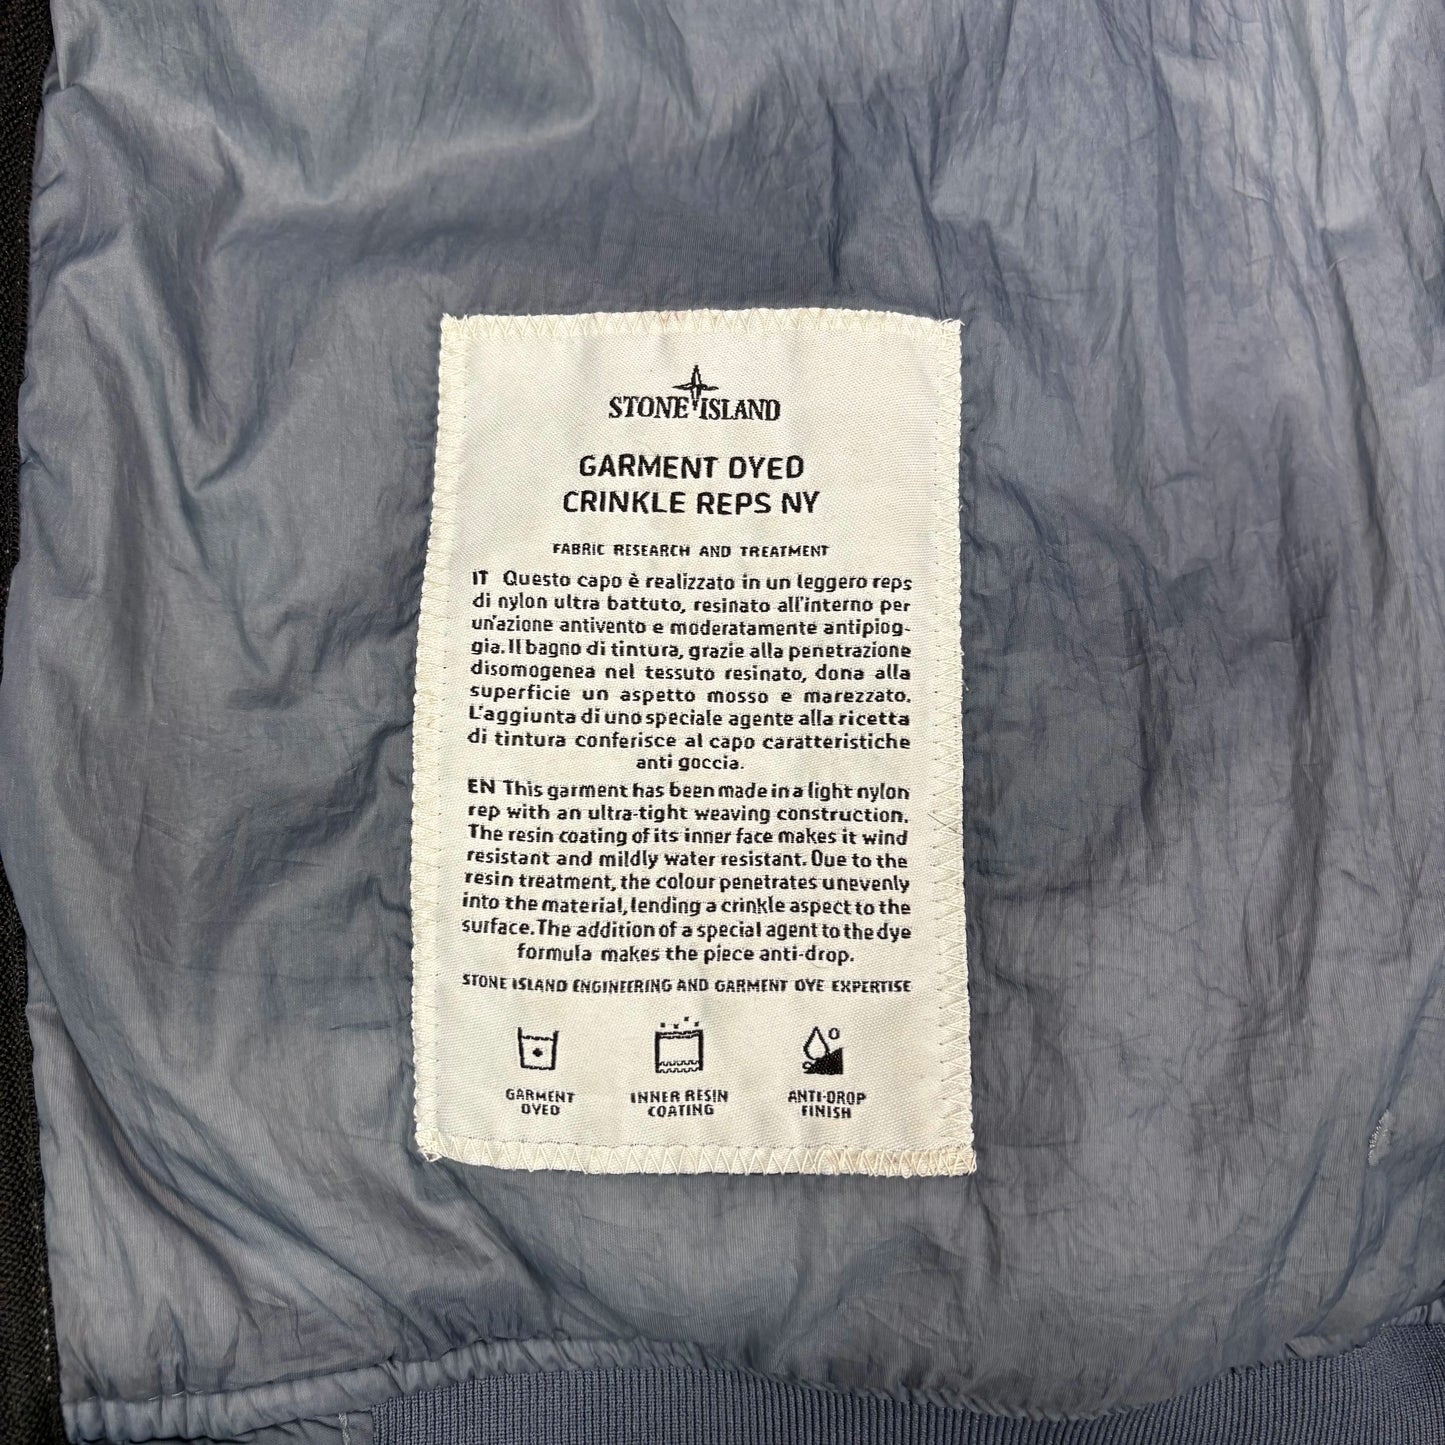 STONE ISLAND
GARMENT DYED
CRINKLE REPS NY
FABRIC RESEARCH AND TREATMENT
IT Questo capo è realizzato in un leggero reps
di nylon ultra battuto, resinato all'interno per
un'azione antivento e moderatamente antipiog-
gia. Il bagno di tintura, grazie alla penetrazione
disomogenea nel tessuto resinato, dona alla
superficie un aspetto mosso e marezzato.
L'aggiunta di uno speciale agente alla ricetta
di tintura conferisce al capo caratteristiche
anti goccia.
EN This garment has been made in a light nylon
rep with an ultra-tight weaving construction.
The resin coating of its inner face makes it wind
resistant and mildly water resistant. Due to the
resin treatment, the colour penetrates unevenly
into the material, lending a crinkle aspect to the
surface. The addition of a special agent to the dye
formula makes the piece anti-drop.
STONE ISLAND ENGINEERING AND GARMENT DYE EXPERTISE
GARMENT
DYED
INNER RESIN
COATING
ANTI-DROP
FINISH